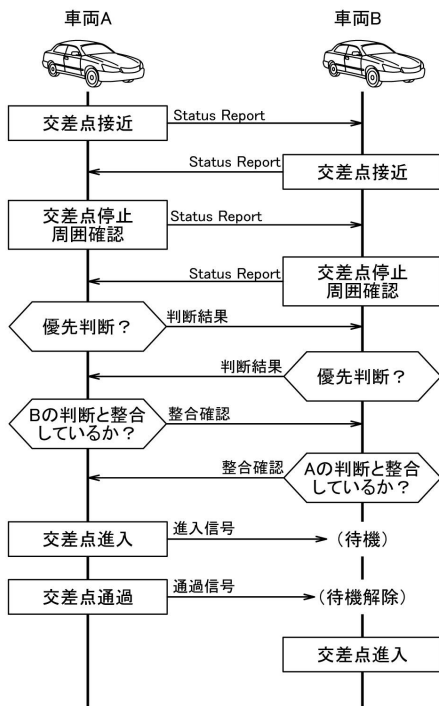 車両A
車両B
交差点接近
Status Report
Status Report
交差点接近
交差点停止
周囲確認
Status Report
Status Report
交差点停止
周囲確認
優先判断？
判断結果
判断結果
優先判断？
Bの判断と整合
しているか？
整合確認
整合確認
Aの判断と整合
しているか？
交差点進入
進入信号
(待機)
交差点通過
通過信号
(待機解除)
交差点進入